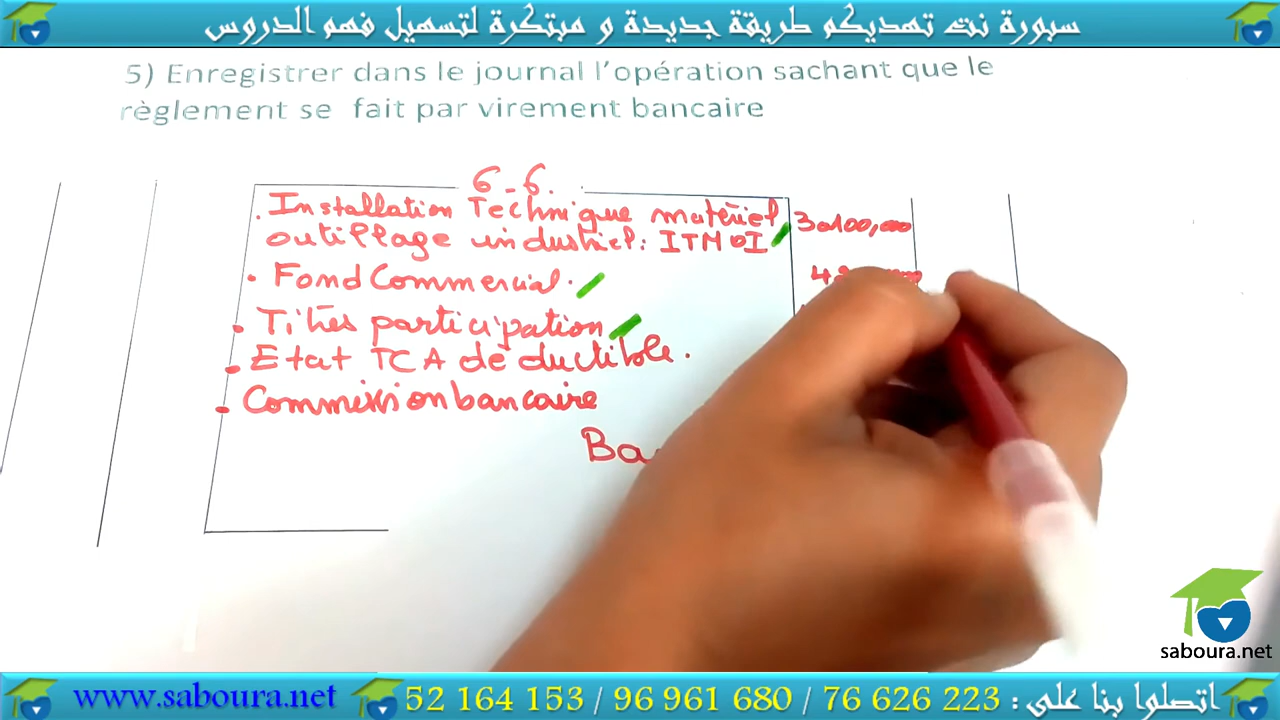 سبورة نت تهديكم طريقة جديدة و مبتكرة لتسهيل فهم الدروس
5) Enregistrer dans le journal l'opération sachant que le
règlement se fait par virement bancaire
6-6.
. Installation Technique matériel 30100,000
outillage industriel: ITMOI
. Fond Commercial.
. Titres participation
. Etat TCA deductible.
. Commission bancaire
saboura.net
www.saboura.net 52 164 153 / 96 961 680 / 76 626 223 : اتصلوا بنا على